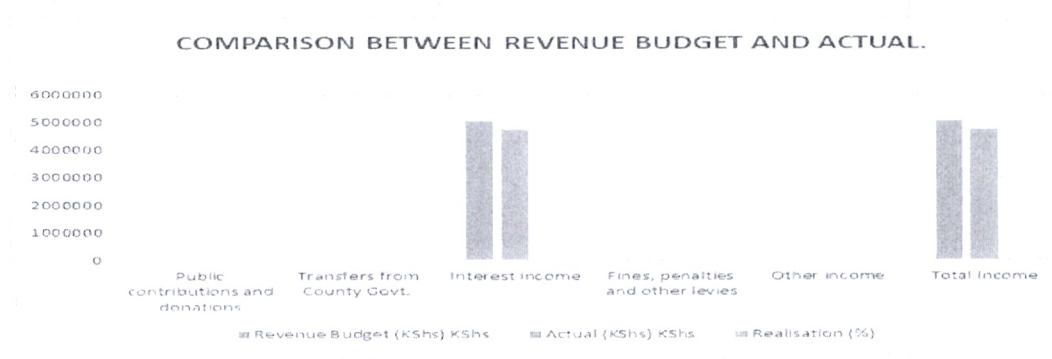 COMPARISON BETWEEN REVENUE BUDGET AND ACTUAL.
6000000
5000000
4000000
3000000
2000000
1000000
0
Public
contributions and
donations
Transfers from
County Govt.
Interest income
Fines, penalties
and other levies
Other income
Total Income
Revenue Budget (KShs) KShs
Actual (KShs) KShs
Realisation (%)